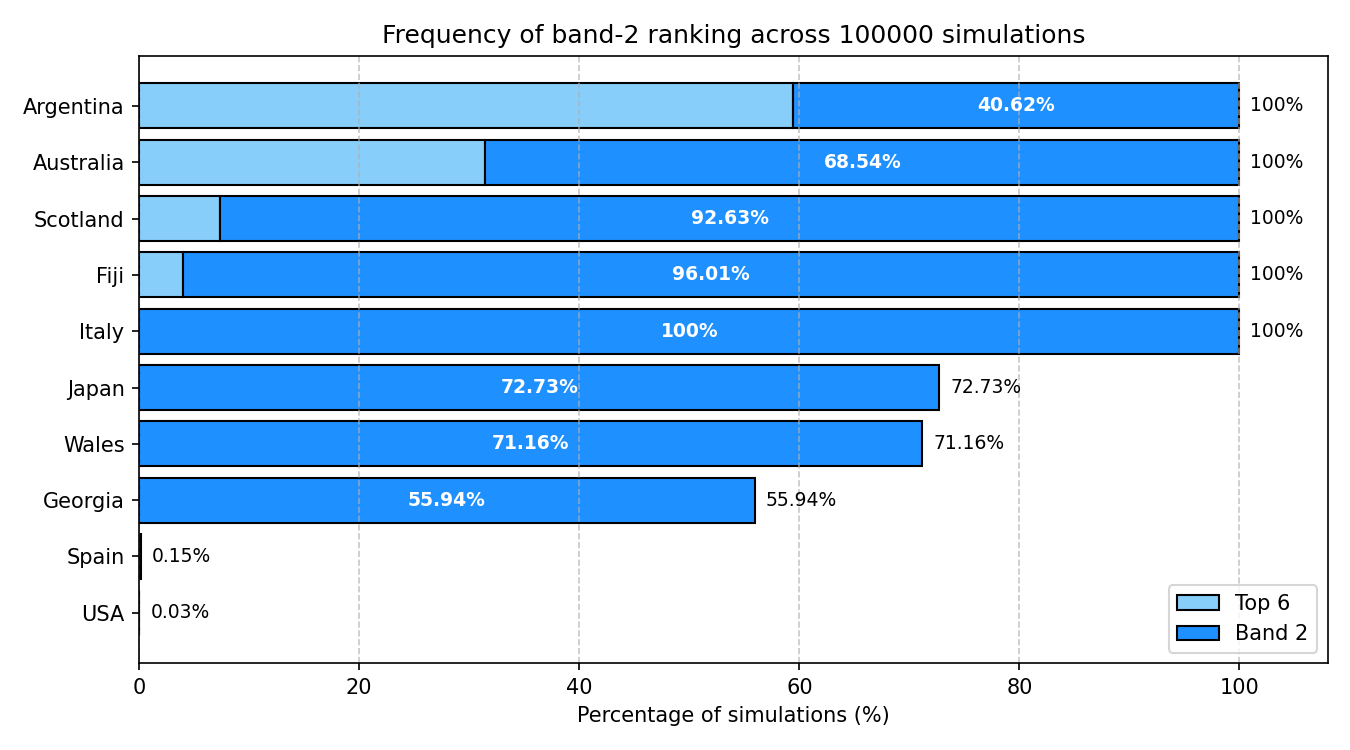 Frequency of band-2 ranking across 100000 simulations
Argentina 40.62% 100%
Australia 68.54% 100%
Scotland 92.63% 100%
Fiji 96.01% 100%
Italy 100% 100%
Japan 72.73% 72.73%
Wales 71.16% 71.16%
Georgia 55.94% 55.94%
Spain 0.15%
USA 0.03%
Top 6
Band 2
0 20 40 60 80 100
Percentage of simulations (%)